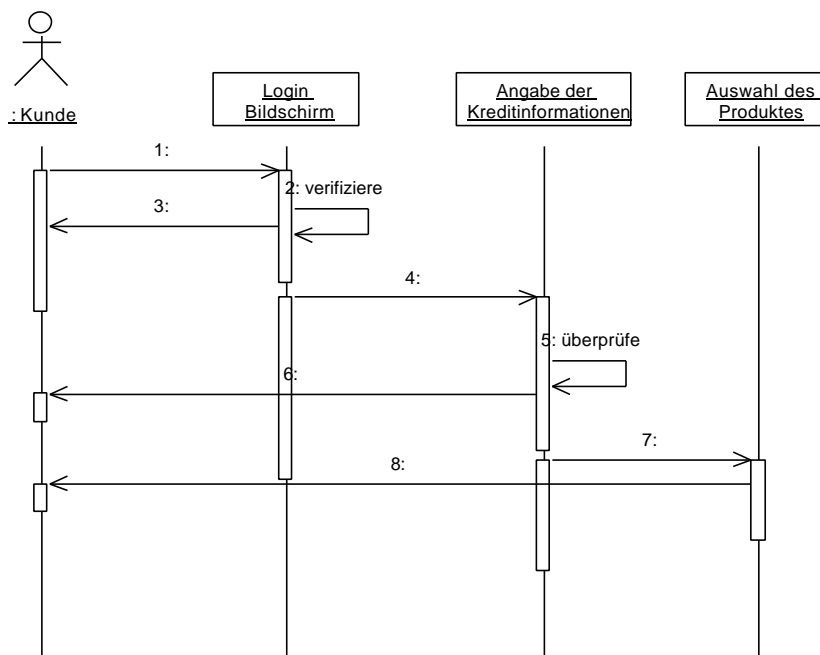 : Kunde
Login
Bildschirm
Angabe der
Kreditinformationen
Auswahl des
Produktes
1:
2: verifiziere
3:
4:
5: überprüfe
6:
7:
8: